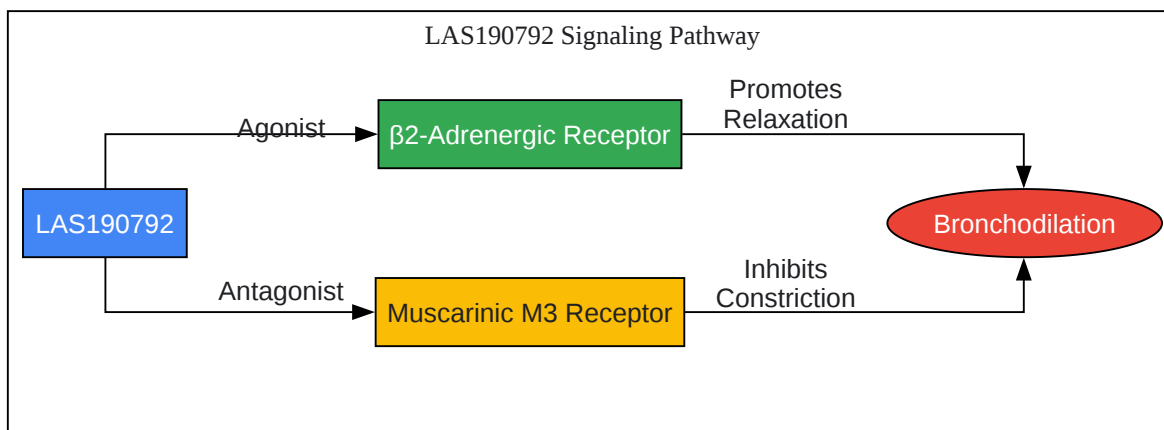 LAS190792 Signaling Pathway
Promotes
Relaxation
Agonist
β2-Adrenergic Receptor
LAS190792
Bronchodilation
Antagonist
Muscarinic M3 Receptor
Inhibits
Constriction